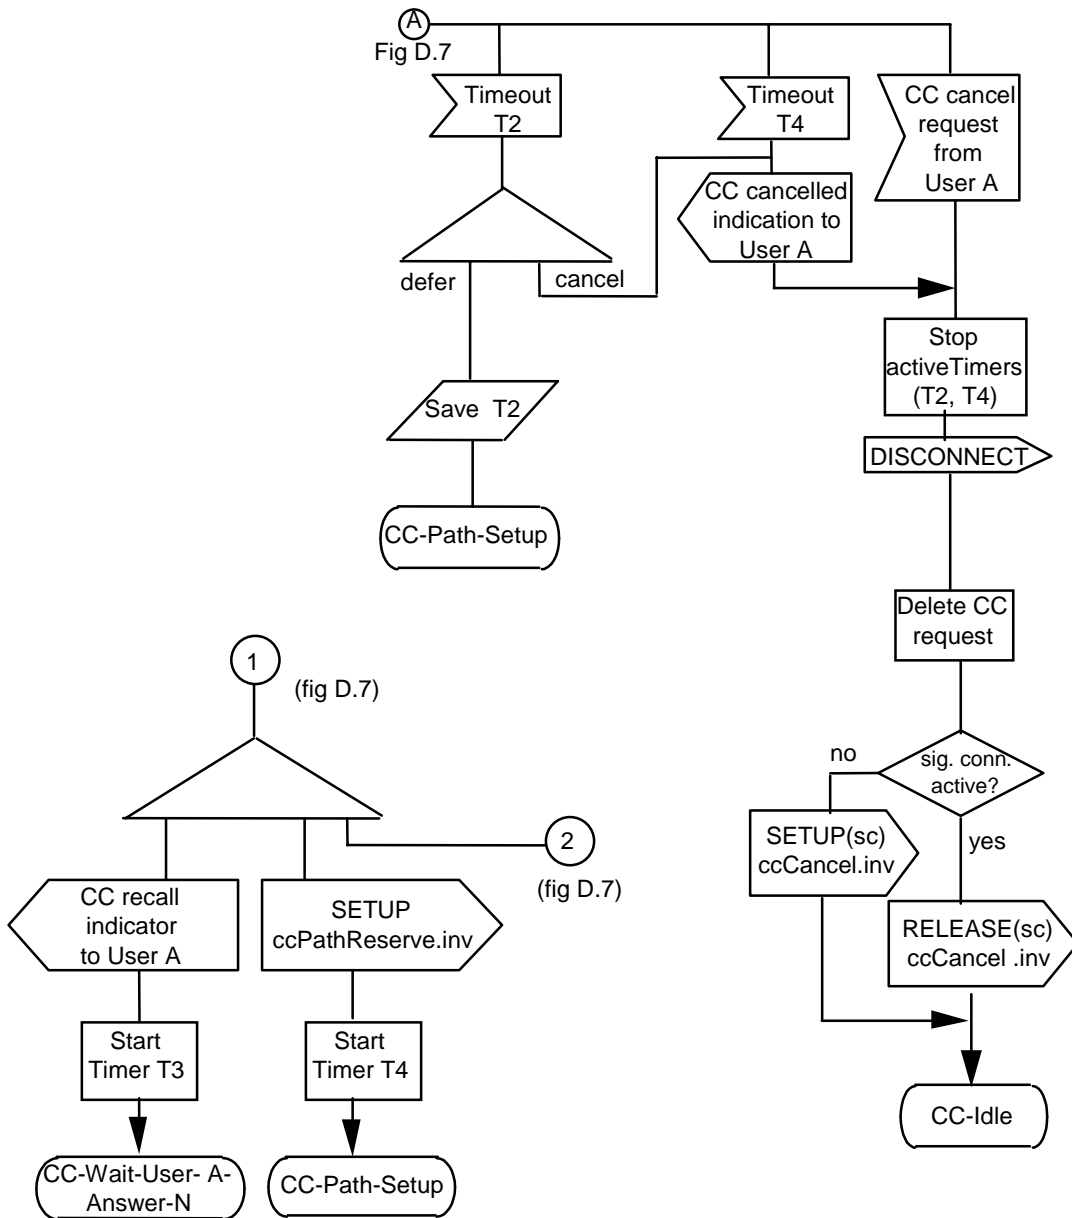 A
Fig D.7
Timeout
T2
Timeout
T4
CC cancel
request
from
User A
CC cancelled
indication to
User A
defer
cancel
Stop
activeTimers
(T2, T4)
Save T2
DISCONNECT
CC-Path-Setup
Delete CC
request
1
(fig D.7)
no
sig. conn.
active?
yes
2
(fig D.7)
SETUP(sc)
ccCancel.inv
CC recall
indicator
to User A
SETUP
ccPathReserve.inv
RELEASE(sc)
ccCancel .inv
Start
Timer T3
Start
Timer T4
CC-Idle
CC-Wait-User- A-
Answer-N
CC-Path-Setup